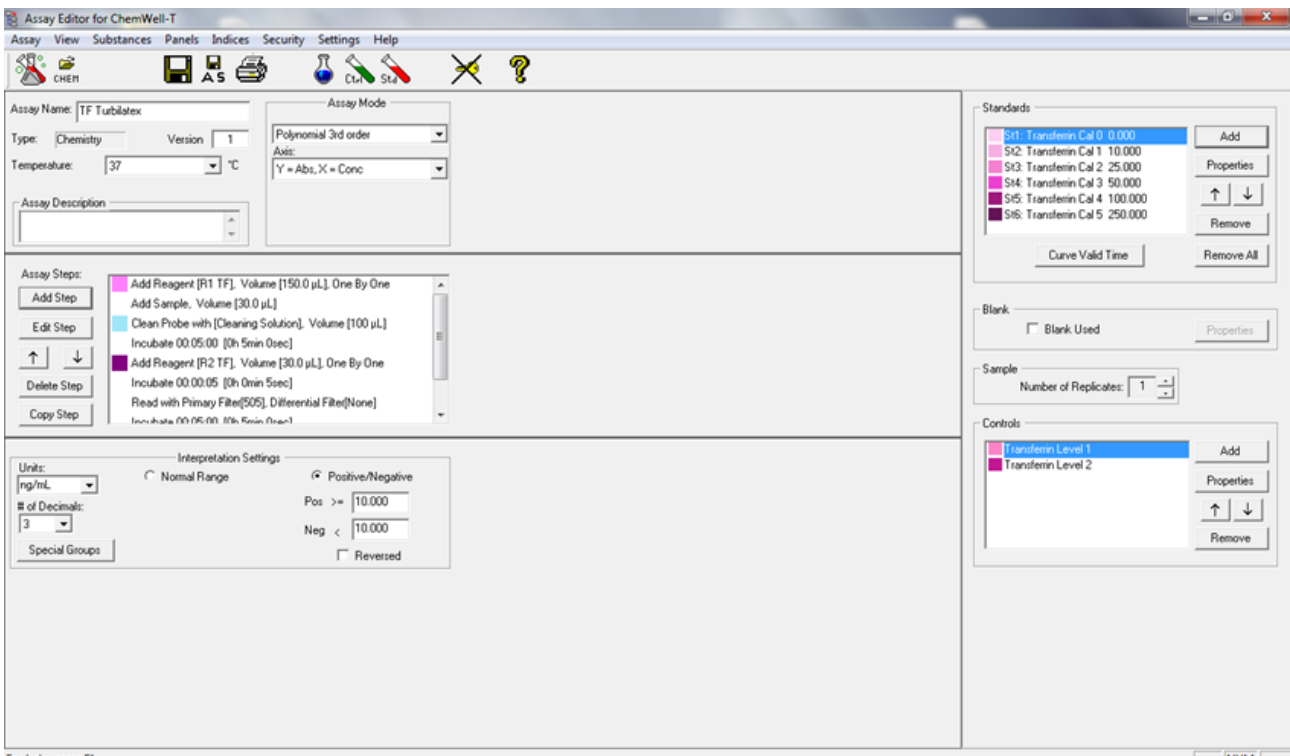 Assay Editor for ChemWell-T
Assay View Substances Panels Indices Security Settings Help
CHEM AS Ctrl Std
Assay Name: TF Turbilatex
Type: Chemistry Version 1
Temperature: 37 °C
Assay Description
Assay Mode
Polynomial 3rd order
Axis:
Y = Abs, X = Conc
Assay Steps:
Add Step
Edit Step
Delete Step
Copy Step
Add Reagent [R1 TF], Volume [150.0 µL], One By One
Add Sample, Volume [30.0 µL]
Clean Probe with [Cleaning Solution], Volume [100 µL]
Incubate 00:05:00 [0h 5min 0sec]
Add Reagent [R2 TF], Volume [30.0 µL], One By One
Incubate 00:00:05 [0h 0min 5sec]
Read with Primary Filter[505], Differential Filter[None]
Incubate 00:05:00 [0h 5min 0sec]
Interpretation Settings
Units:
ng/mL
# of Decimals:
3
Special Groups
Normal Range
Positive/Negative
Pos >= 10.000
Neg < 10.000
Reversed
Standards
St1: Transferrin Cal 0 0.000
St2: Transferrin Cal 1 10.000
St3: Transferrin Cal 2 25.000
St4: Transferrin Cal 3 50.000
St5: Transferrin Cal 4 100.000
St6: Transferrin Cal 5 250.000
Add
Properties
Remove
Curve Valid Time Remove All
Blank
Blank Used Properties
Sample
Number of Replicates: 1
Controls
Transferrin Level 1
Transferrin Level 2
Add
Properties
Remove
NUM